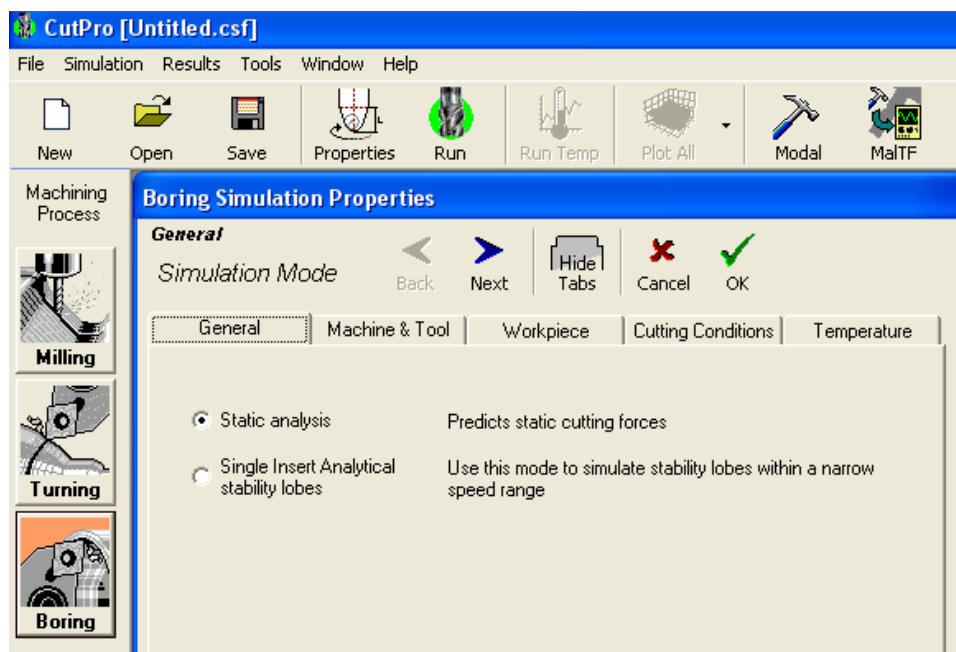 CutPro [Untitled.csf]
File Simulation Results Tools Window Help
New Open Save Properties Run Run Temp Plot All Modal MalTF
Machining
Process
Milling
Turning
Boring
Boring Simulation Properties
General
Simulation Mode
Back Next Hide
Tabs Cancel OK
General Machine & Tool Workpiece Cutting Conditions Temperature
Static analysis Predicts static cutting forces
Single Insert Analytical Use this mode to simulate stability lobes within a narrow
stability lobes speed range